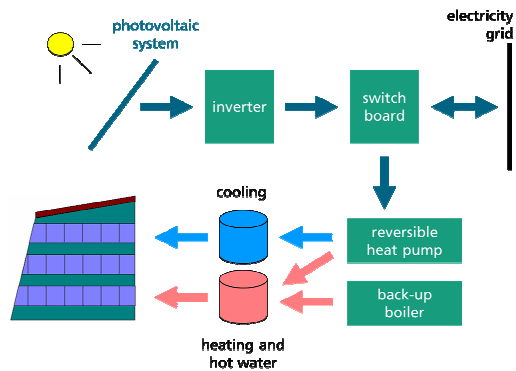 photovoltaic
system
electricity
grid
inverter
switch
board
cooling
reversible
heat pump
back-up
boiler
heating and
hot water